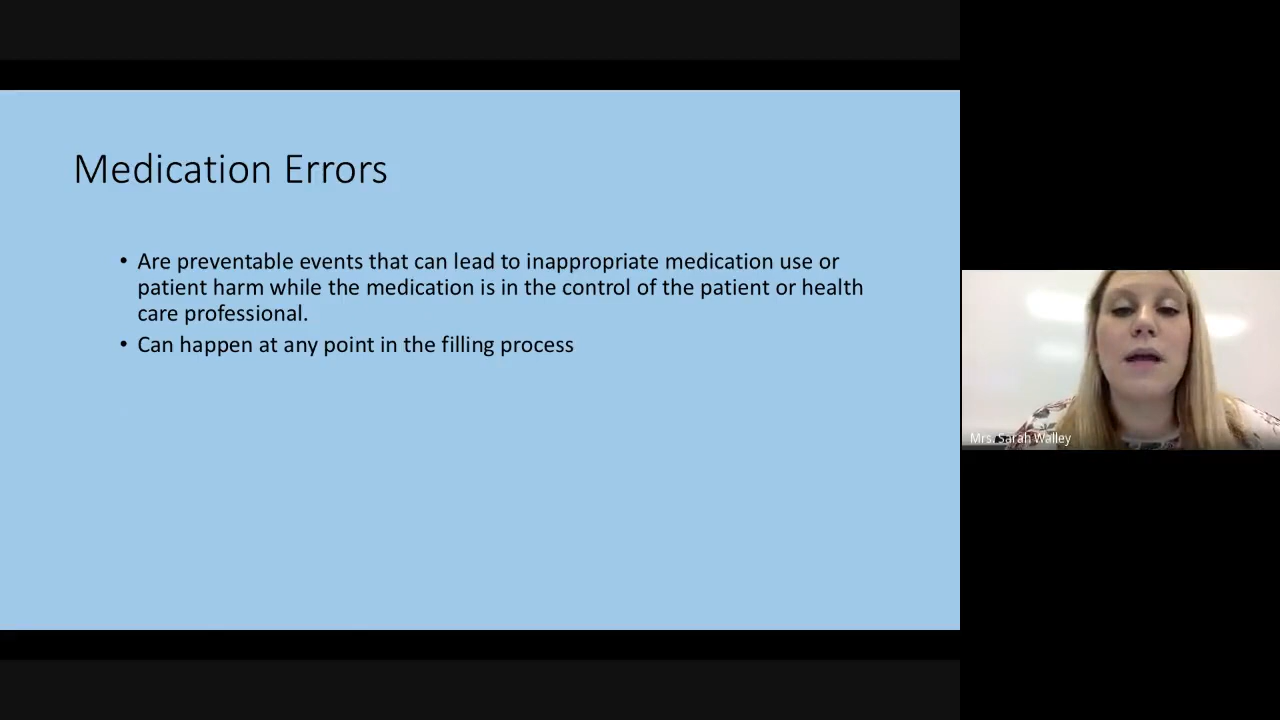 Medication Errors
• Are preventable events that can lead to inappropriate medication use or
patient harm while the medication is in the control of the patient or health
care professional.
• Can happen at any point in the filling process
Mrs. Sarah Walley